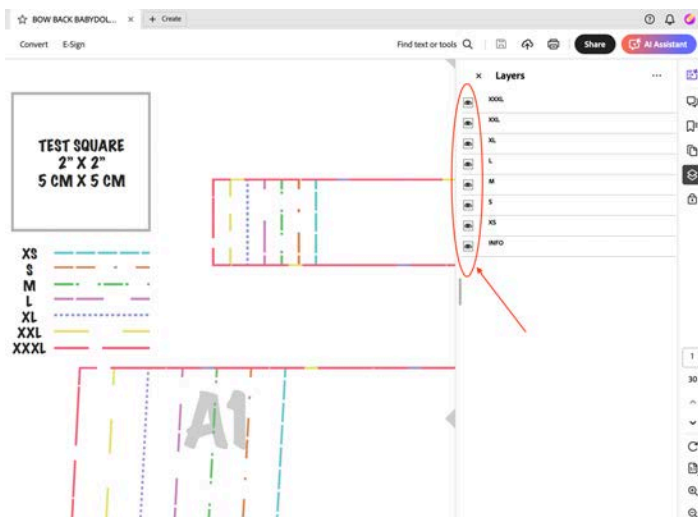 BOW BACK BABYDOL...
+ Create
Convert E-Sign
Find text or tools
Share
AI Assistant
Layers
XXXL
XXL
XL
L
M
S
XS
INFO
TEST SQUARE
2" X 2"
5 CM X 5 CM
XS
S
M
L
XL
XXL
XXXL
A1
1
30